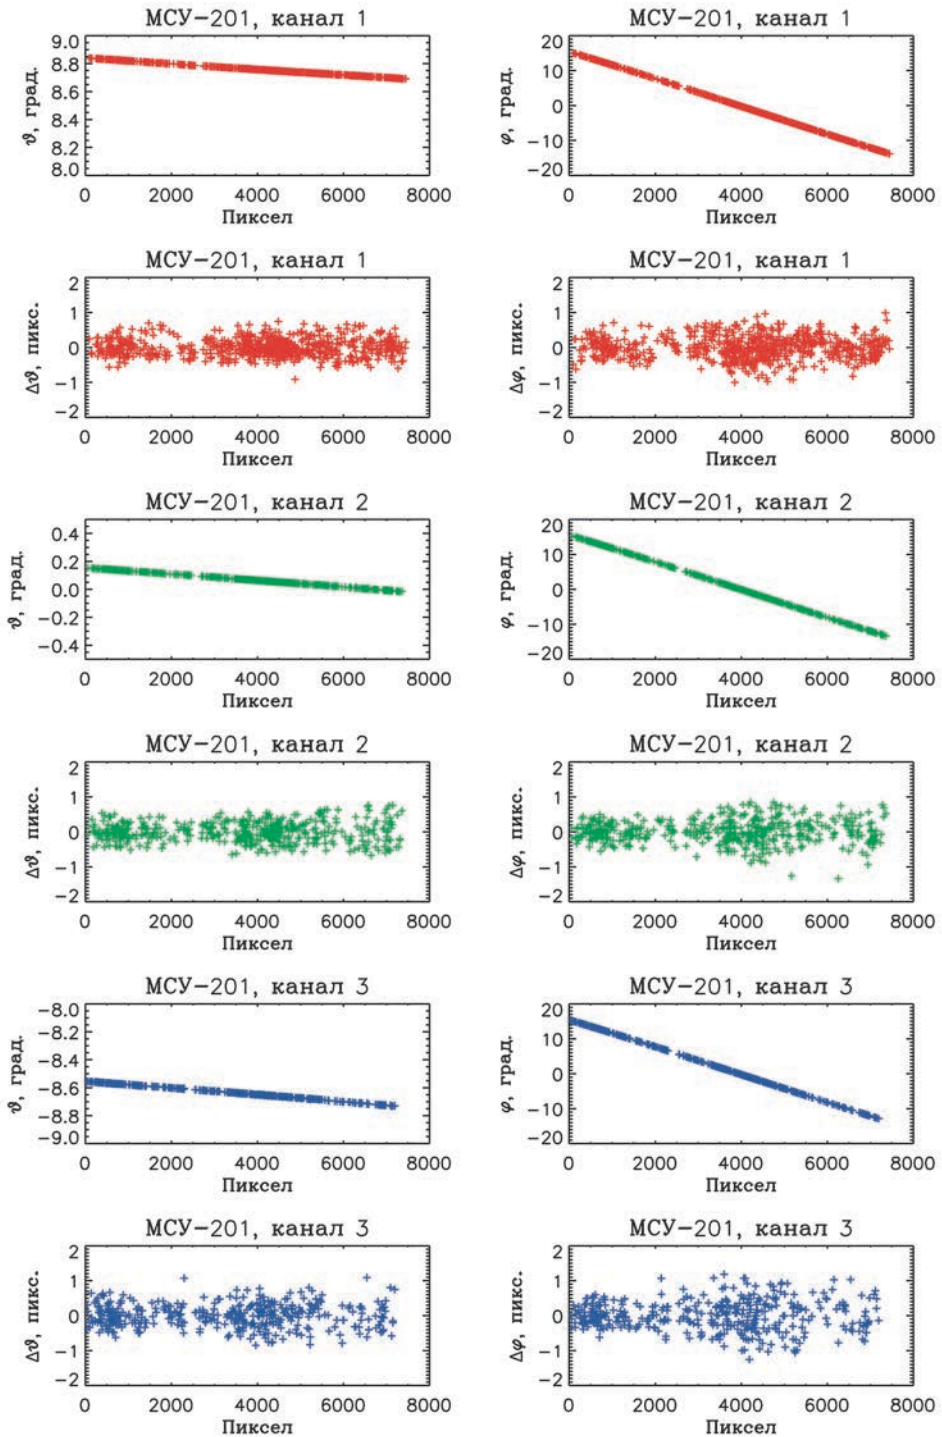 МСУ-201, канал 1
9.0
8.8
8.6
8.4
8.2
8.0
ϑ, град.
0 2000 4000 6000 8000
Пиксел
МСУ-201, канал 1
20
10
0
−10
−20
φ, град.
0 2000 4000 6000 8000
Пиксел
МСУ-201, канал 1
2
1
0
−1
−2
Δϑ, пикс.
0 2000 4000 6000 8000
Пиксел
МСУ-201, канал 1
2
1
0
−1
−2
Δφ, пикс.
0 2000 4000 6000 8000
Пиксел
МСУ-201, канал 2
0.4
0.2
0.0
−0.2
−0.4
ϑ, град.
0 2000 4000 6000 8000
Пиксел
МСУ-201, канал 2
20
10
0
−10
−20
φ, град.
0 2000 4000 6000 8000
Пиксел
МСУ-201, канал 2
2
1
0
−1
−2
Δϑ, пикс.
0 2000 4000 6000 8000
Пиксел
МСУ-201, канал 2
2
1
0
−1
−2
Δφ, пикс.
0 2000 4000 6000 8000
Пиксел
МСУ-201, канал 3
−8.0
−8.2
−8.4
−8.6
−8.8
−9.0
ϑ, град.
0 2000 4000 6000 8000
Пиксел
МСУ-201, канал 3
20
10
0
−10
−20
φ, град.
0 2000 4000 6000 8000
Пиксел
МСУ-201, канал 3
2
1
0
−1
−2
Δϑ, пикс.
0 2000 4000 6000 8000
Пиксел
МСУ-201, канал 3
2
1
0
−1
−2
Δφ, пикс.
0 2000 4000 6000 8000
Пиксел